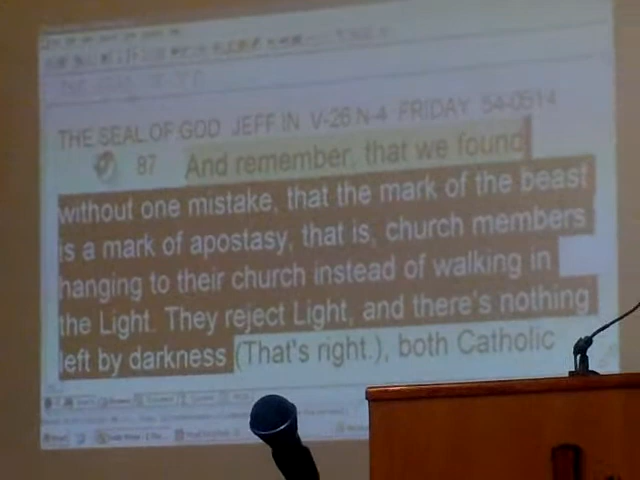 THE SEAL OF GOD JEFF IN V-26 N-4 FRIDAY 54-0514
87 And remember, that we found
without one mistake, that the mark of the beast
is a mark of apostasy, that is, church members
hanging to their church instead of walking in
the Light. They reject Light, and there's nothing
left by darkness (That's right.), both Catholic